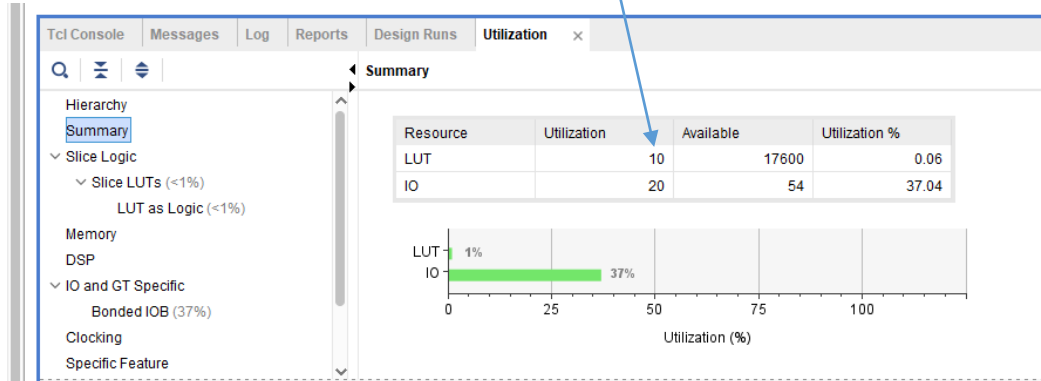 Tcl Console Messages Log Reports Design Runs Utilization ×
Summary
Hierarchy
Summary
Slice Logic
Slice LUTs (<1%)
LUT as Logic (<1%)
Memory
DSP
IO and GT Specific
Bonded IOB (37%)
Clocking
Specific Feature
Resource Utilization Available Utilization %
LUT 10 17600 0.06
IO 20 54 37.04
LUT 1%
IO 37%
0 25 50 75 100
Utilization (%)